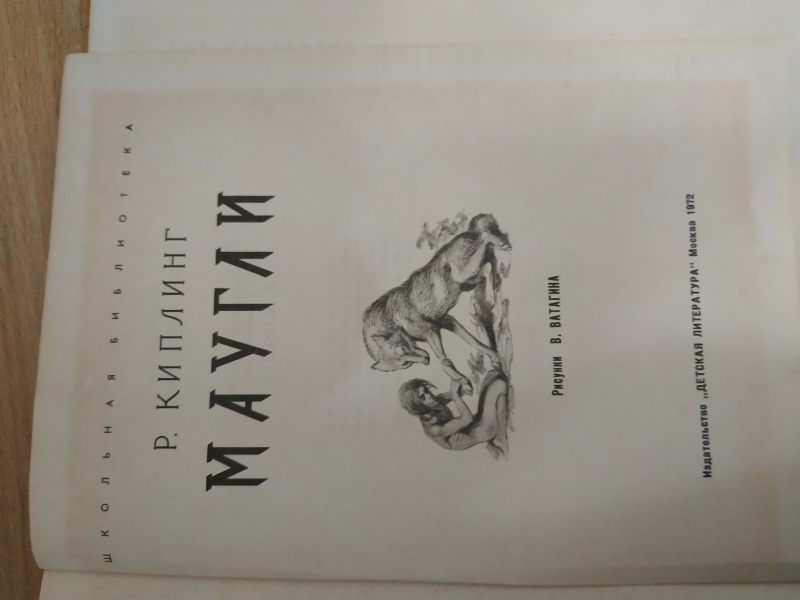 ШКОЛЬНАЯ БИБЛИОТЕКА
Р. КИПЛИНГ
МАУГЛИ
Рисунки В. ВАТАГИНА
Издательство „ДЕТСКАЯ ЛИТЕРАТУРА" Москва 1972